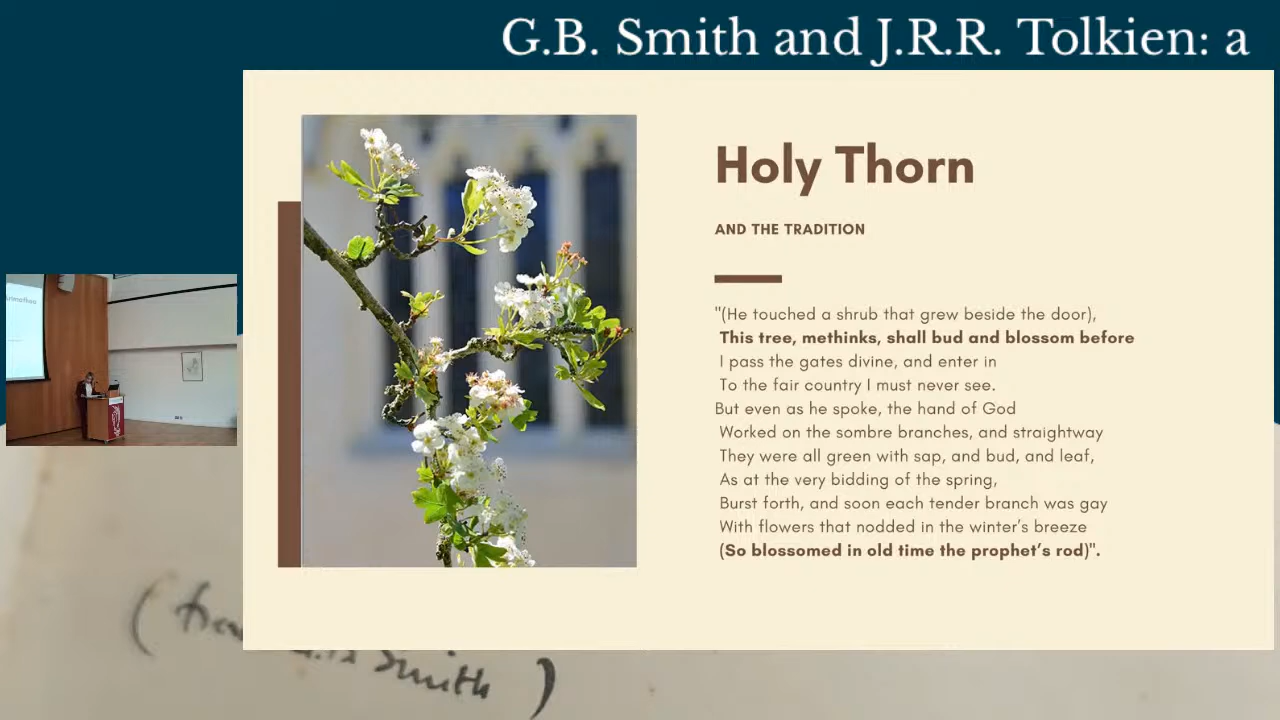 G.B. Smith and J.R.R. Tolkien: a
Holy Thorn
AND THE TRADITION
"(He touched a shrub that grew beside the door),
This tree, methinks, shall bud and blossom before
I pass the gates divine, and enter in
To the fair country I must never see.
But even as he spoke, the hand of God
Worked on the sombre branches, and straightway
They were all green with sap, and bud, and leaf,
As at the very bidding of the spring,
Burst forth, and soon each tender branch was gay
With flowers that nodded in the winter's breeze
(So blossomed in old time the prophet's rod)".
Smith )